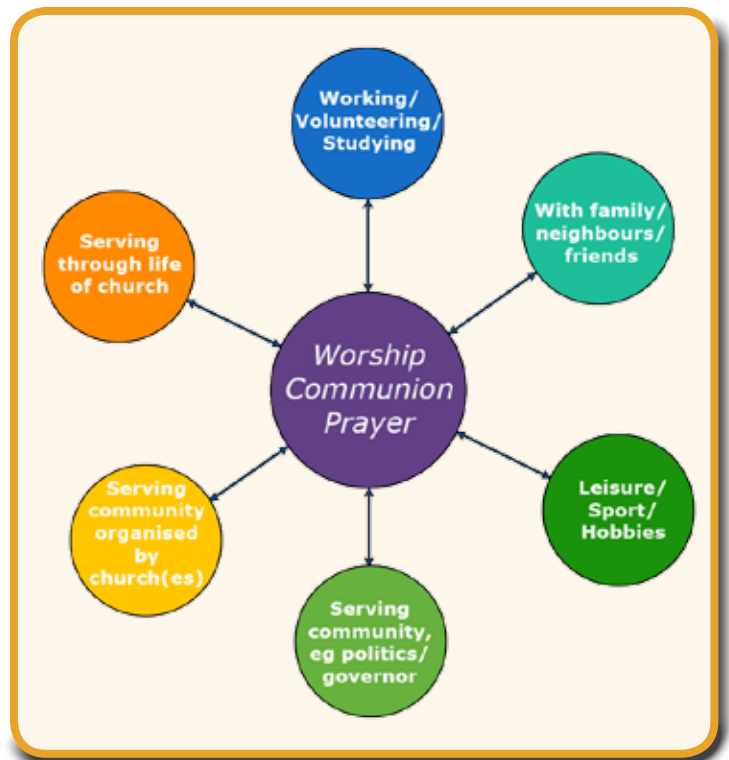 Working/
Volunteering/
Studying
With family/
neighbours/
friends
Serving
through life
of church
Worship
Communion
Prayer
Leisure/
Sport/
Hobbies
Serving
community
organised
by
church(es)
Serving
community,
eg politics/
governor